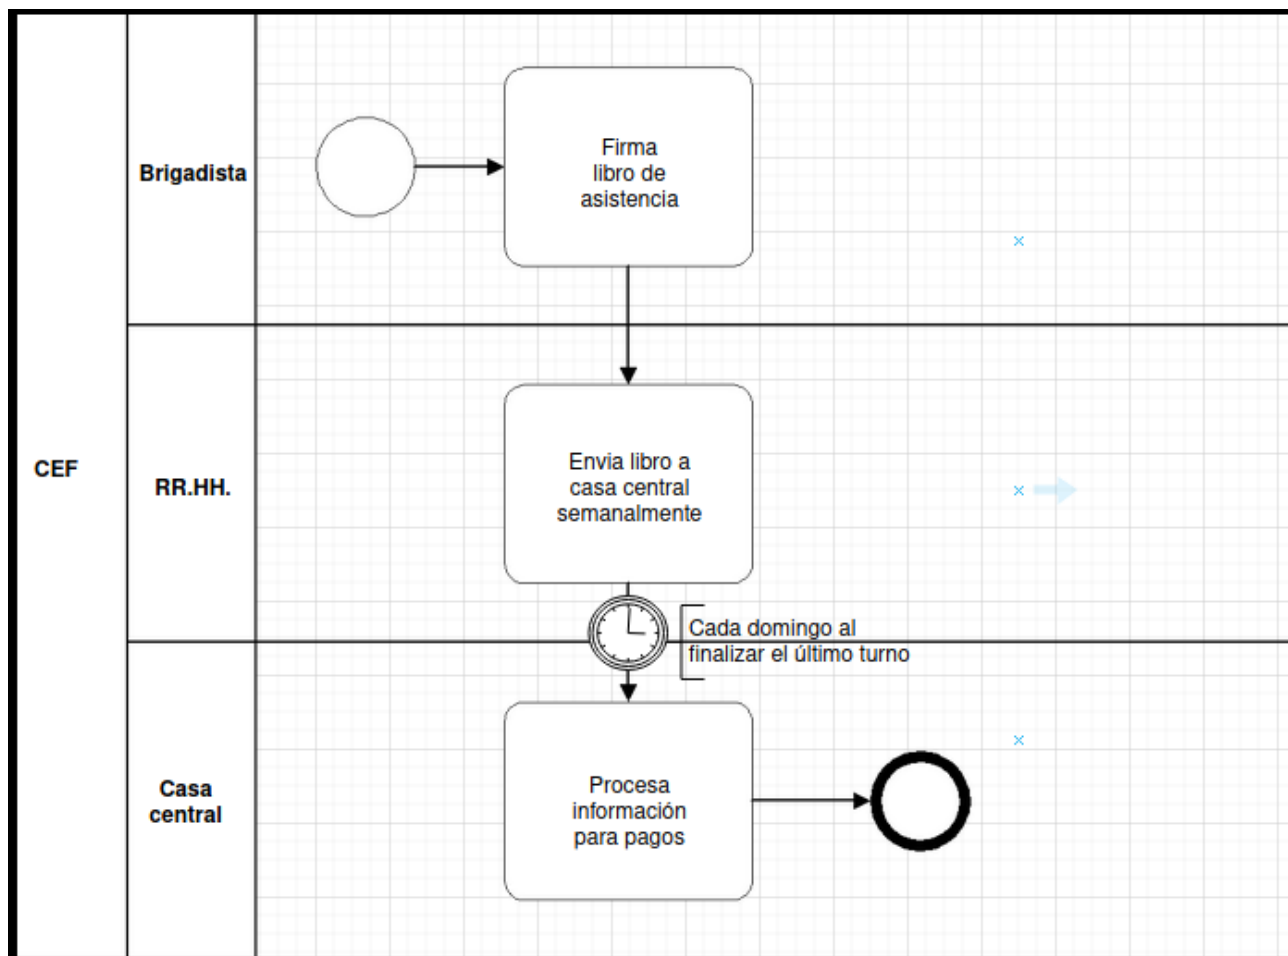 CEF
Brigadista
Firma
libro de
asistencia
RR.HH.
Envia libro a
casa central
semanalmente
Cada domingo al
finalizar el último turno
Casa
central
Procesa
información
para pagos